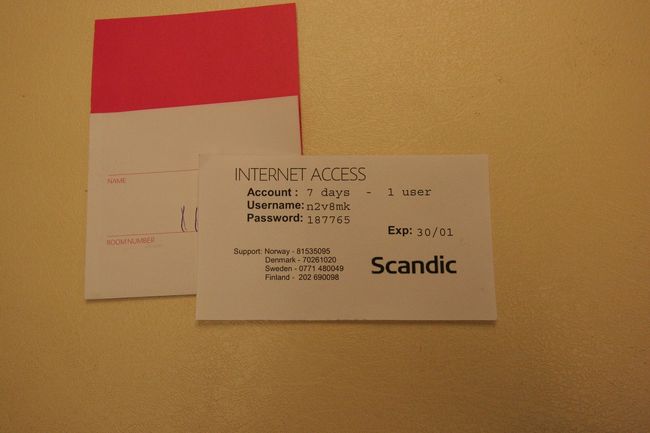 NAME
ROOM NUMBER
INTERNET ACCESS
Account : 7 days - 1 user
Username: n2v8mk
Password: 187765
Exp: 30/01
Support: Norway - 81535095
Denmark - 70261020
Sweden - 0771 480049
Finland - 202 690098
Scandic